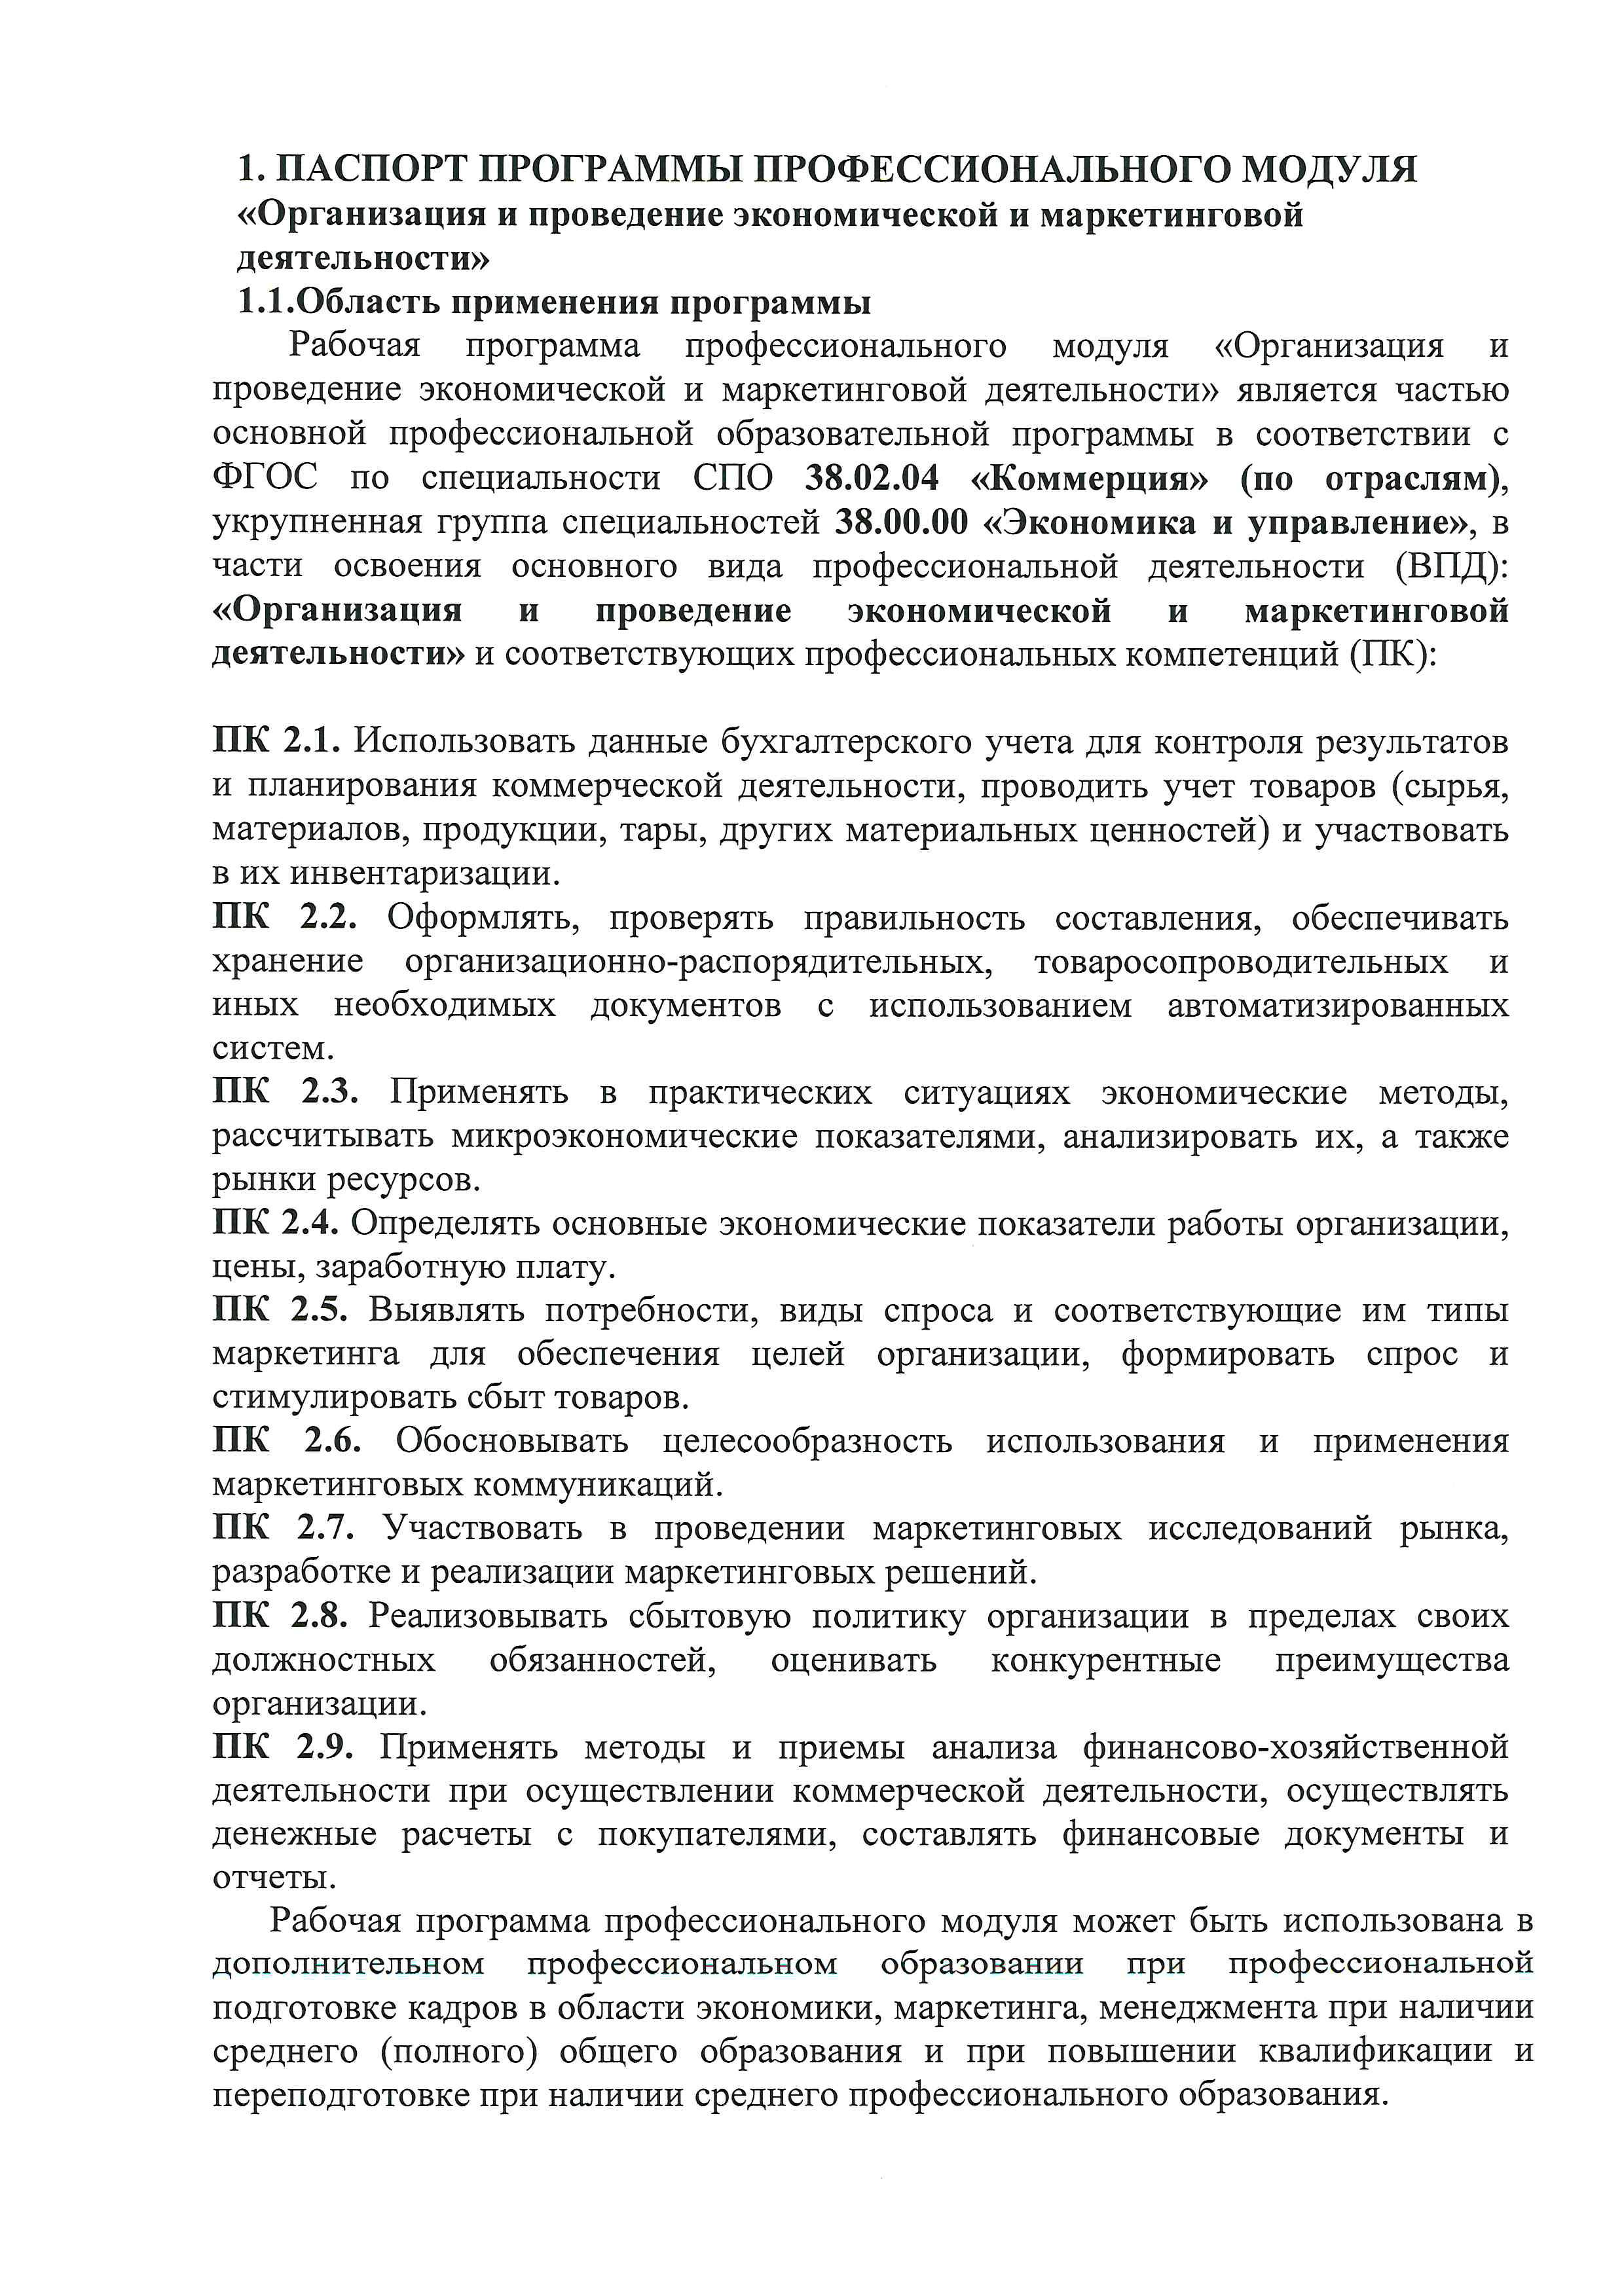 1. ПАСПОРТ ПРОГРАММЫ ПРОФЕССИОНАЛЬНОГО МОДУЛЯ
«Организация и проведение экономической и маркетинговой
деятельности»
1.1.Область применения программы
Рабочая программа профессионального модуля «Организация и
проведение экономической и маркетинговой деятельности» является частью
основной профессиональной образовательной программы в соответствии с
ФГОС по специальности СПО 38.02.04 «Коммерция» (по отраслям),
укрупненная группа специальностей 38.00.00 «Экономика и управление», в
части освоения основного вида профессиональной деятельности (ВПД):
«Организация и проведение экономической и маркетинговой
деятельности» и соответствующих профессиональных компетенций (ПК):
ПК 2.1. Использовать данные бухгалтерского учета для контроля результатов
и планирования коммерческой деятельности, проводить учет товаров (сырья,
материалов, продукции, тары, других материальных ценностей) и участвовать
в их инвентаризации.
ПК 2.2. Оформлять, проверять правильность составления, обеспечивать
хранение организационно-распорядительных, товаросопроводительных и
иных необходимых документов с использованием автоматизированных
систем.
ПК 2.3. Применять в практических ситуациях экономические методы,
рассчитывать микроэкономические показателями, анализировать их, а также
рынки ресурсов.
ПК 2.4. Определять основные экономические показатели работы организации,
цены, заработную плату.
ПК 2.5. Выявлять потребности, виды спроса и соответствующие им типы
маркетинга для обеспечения целей организации, формировать спрос и
стимулировать сбыт товаров.
ПК 2.6. Обосновывать целесообразность использования и применения
маркетинговых коммуникаций.
ПК 2.7. Участвовать в проведении маркетинговых исследований рынка,
разработке и реализации маркетинговых решений.
ПК 2.8. Реализовывать сбытовую политику организации в пределах своих
должностных обязанностей, оценивать конкурентные преимущества
организации.
ПК 2.9. Применять методы и приемы анализа финансово-хозяйственной
деятельности при осуществлении коммерческой деятельности, осуществлять
денежные расчеты с покупателями, составлять финансовые документы и
отчеты.
Рабочая программа профессионального модуля может быть использована в
дополнительном профессиональном образовании при профессиональной
подготовке кадров в области экономики, маркетинга, менеджмента при наличии
среднего (полного) общего образования и при повышении квалификации и
переподготовке при наличии среднего профессионального образования.